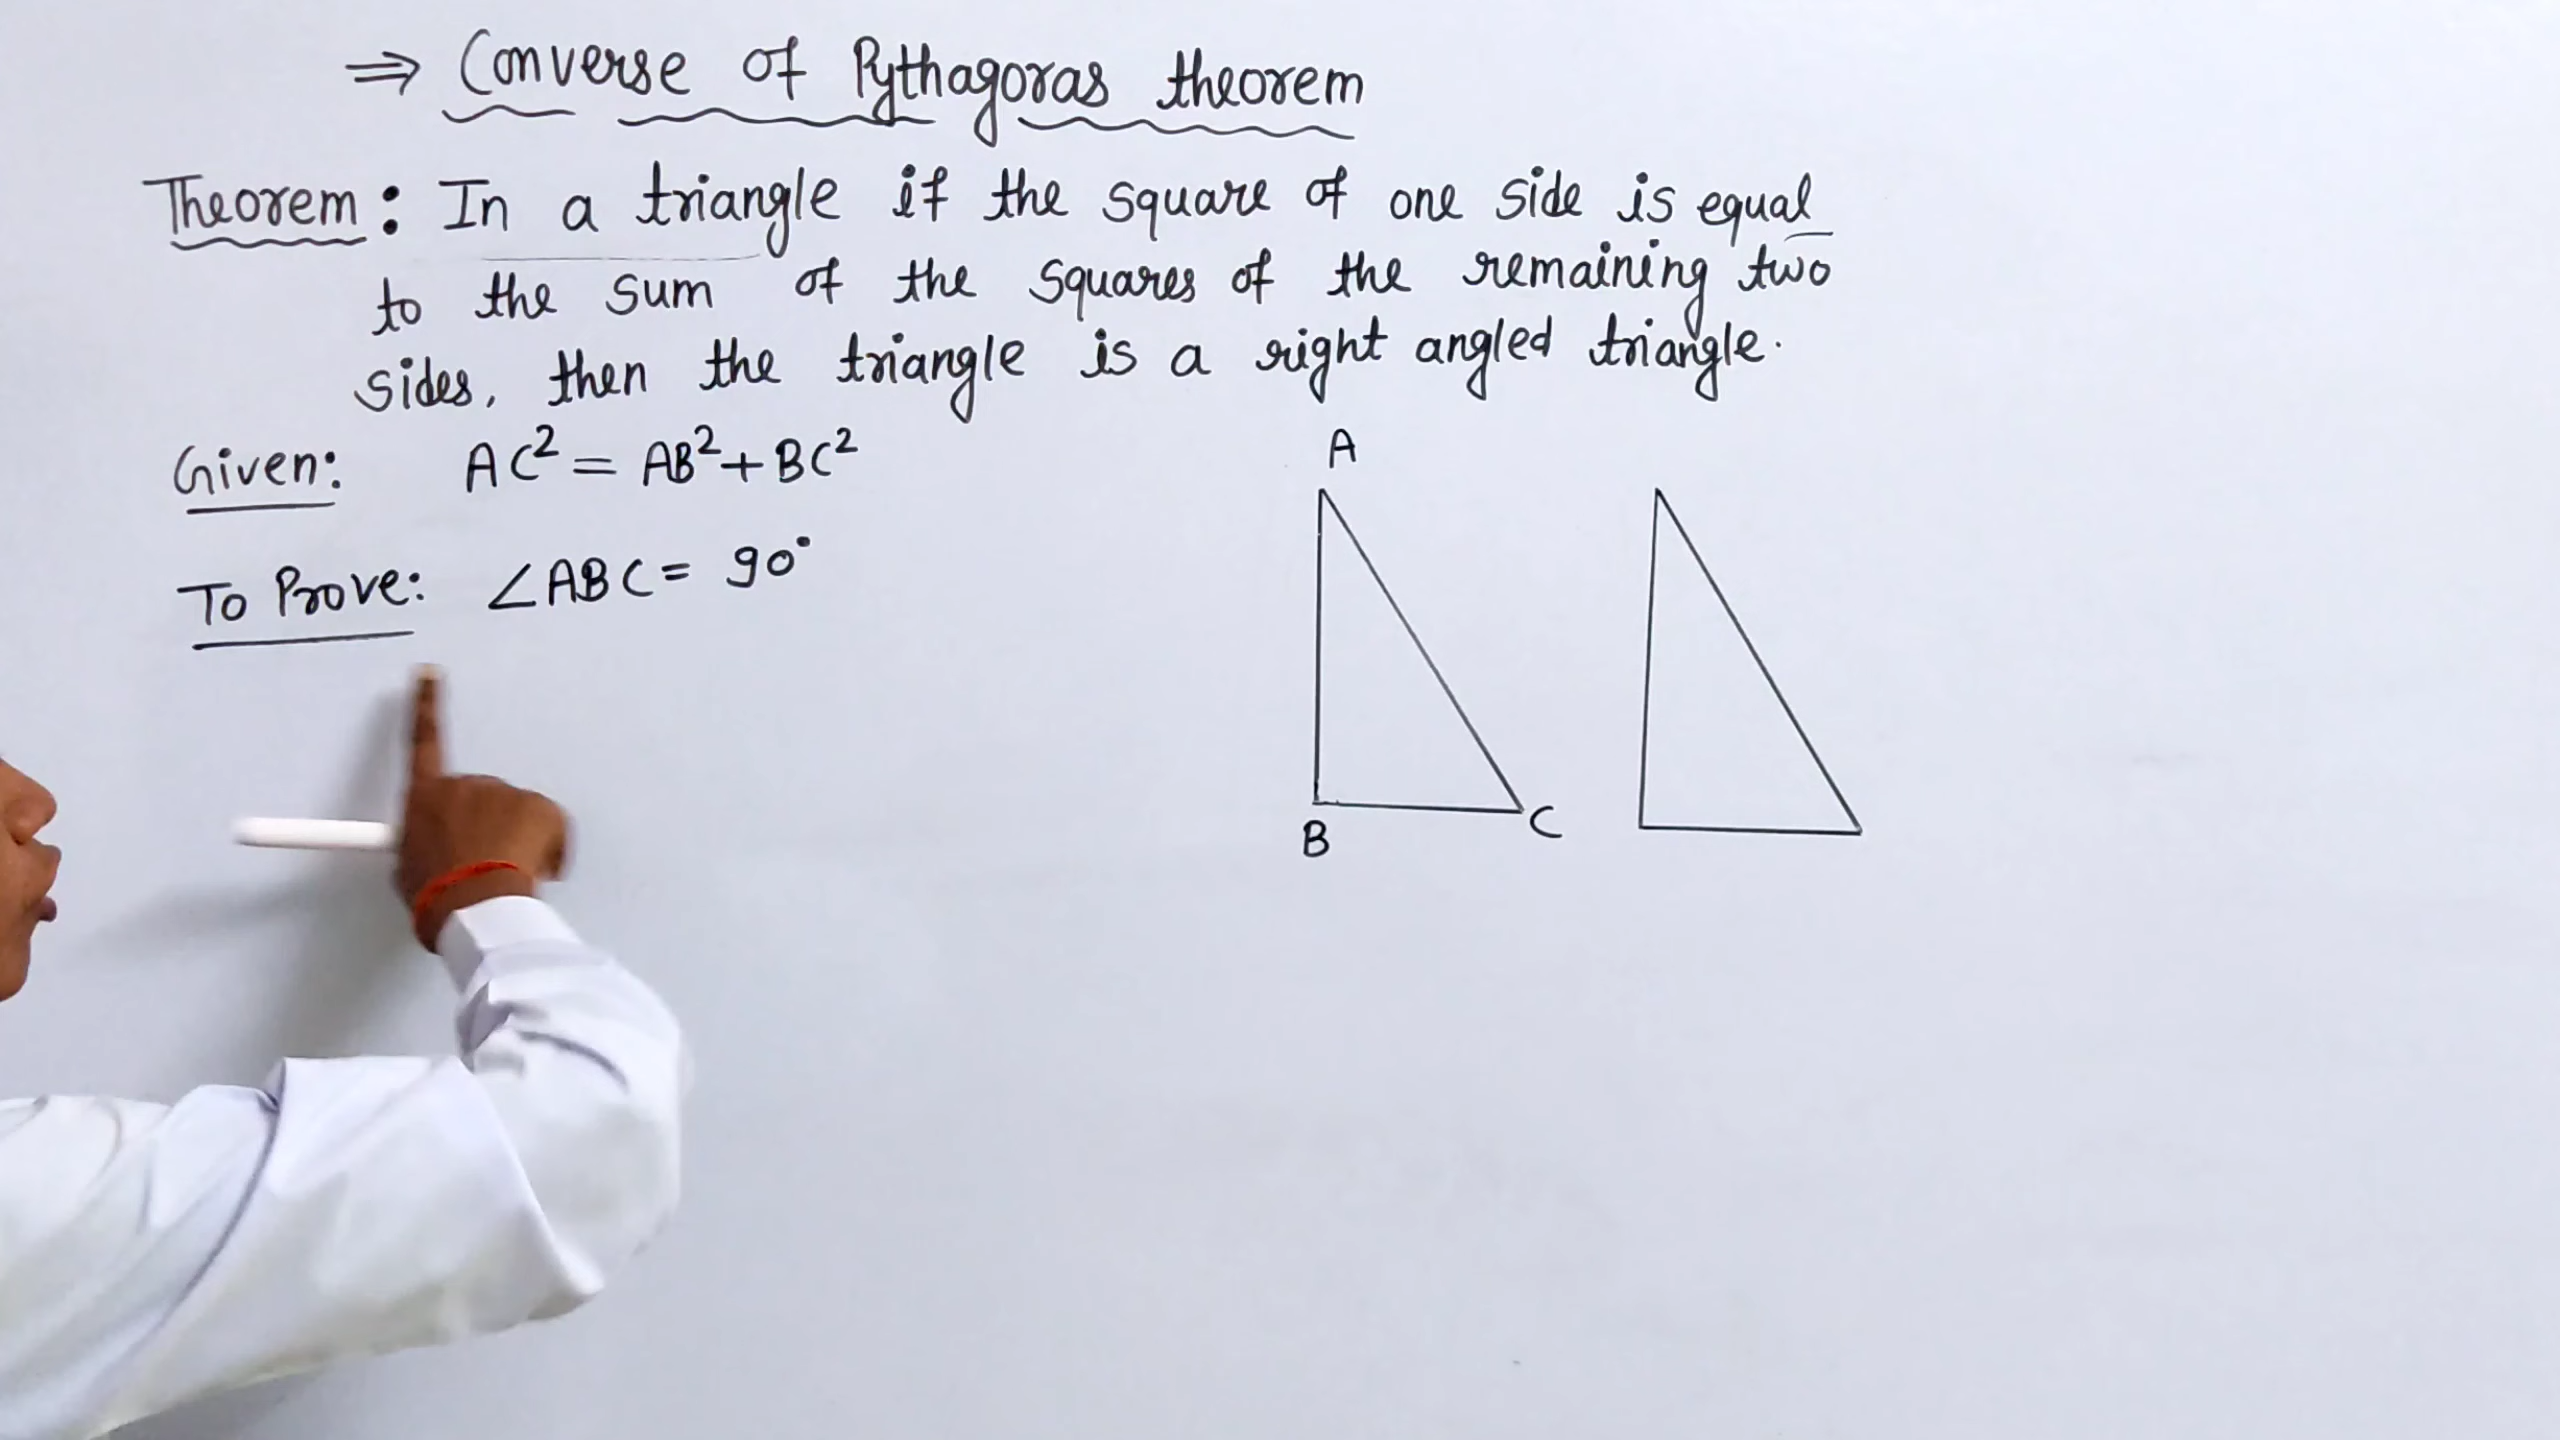 ⇒ Converse of Pythagoras theorem
Theorem: In a triangle if the square of one side is equal
to the sum of the squares of the remaining two
sides, then the triangle is a right angled triangle.
Given: AC² = AB² + BC²
To Prove: ∠ABC = 90°
A
B
C